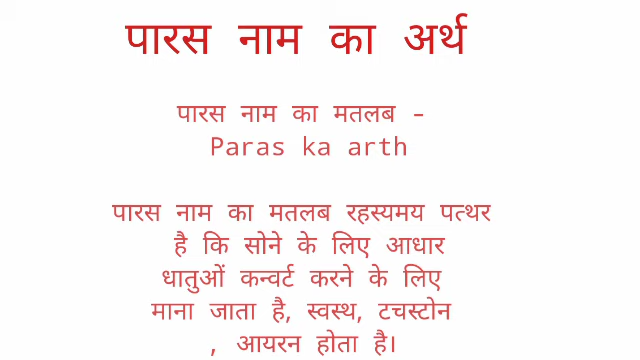 पारस नाम का अर्थ
पारस नाम का मतलब -
Paras ka arth
पारस नाम का मतलब रहस्यमय पत्थर
है कि सोने के लिए आधार
धातुओं कन्वर्ट करने के लिए
माना जाता है, स्वस्थ, टचस्टोन
, आयरन होता है।